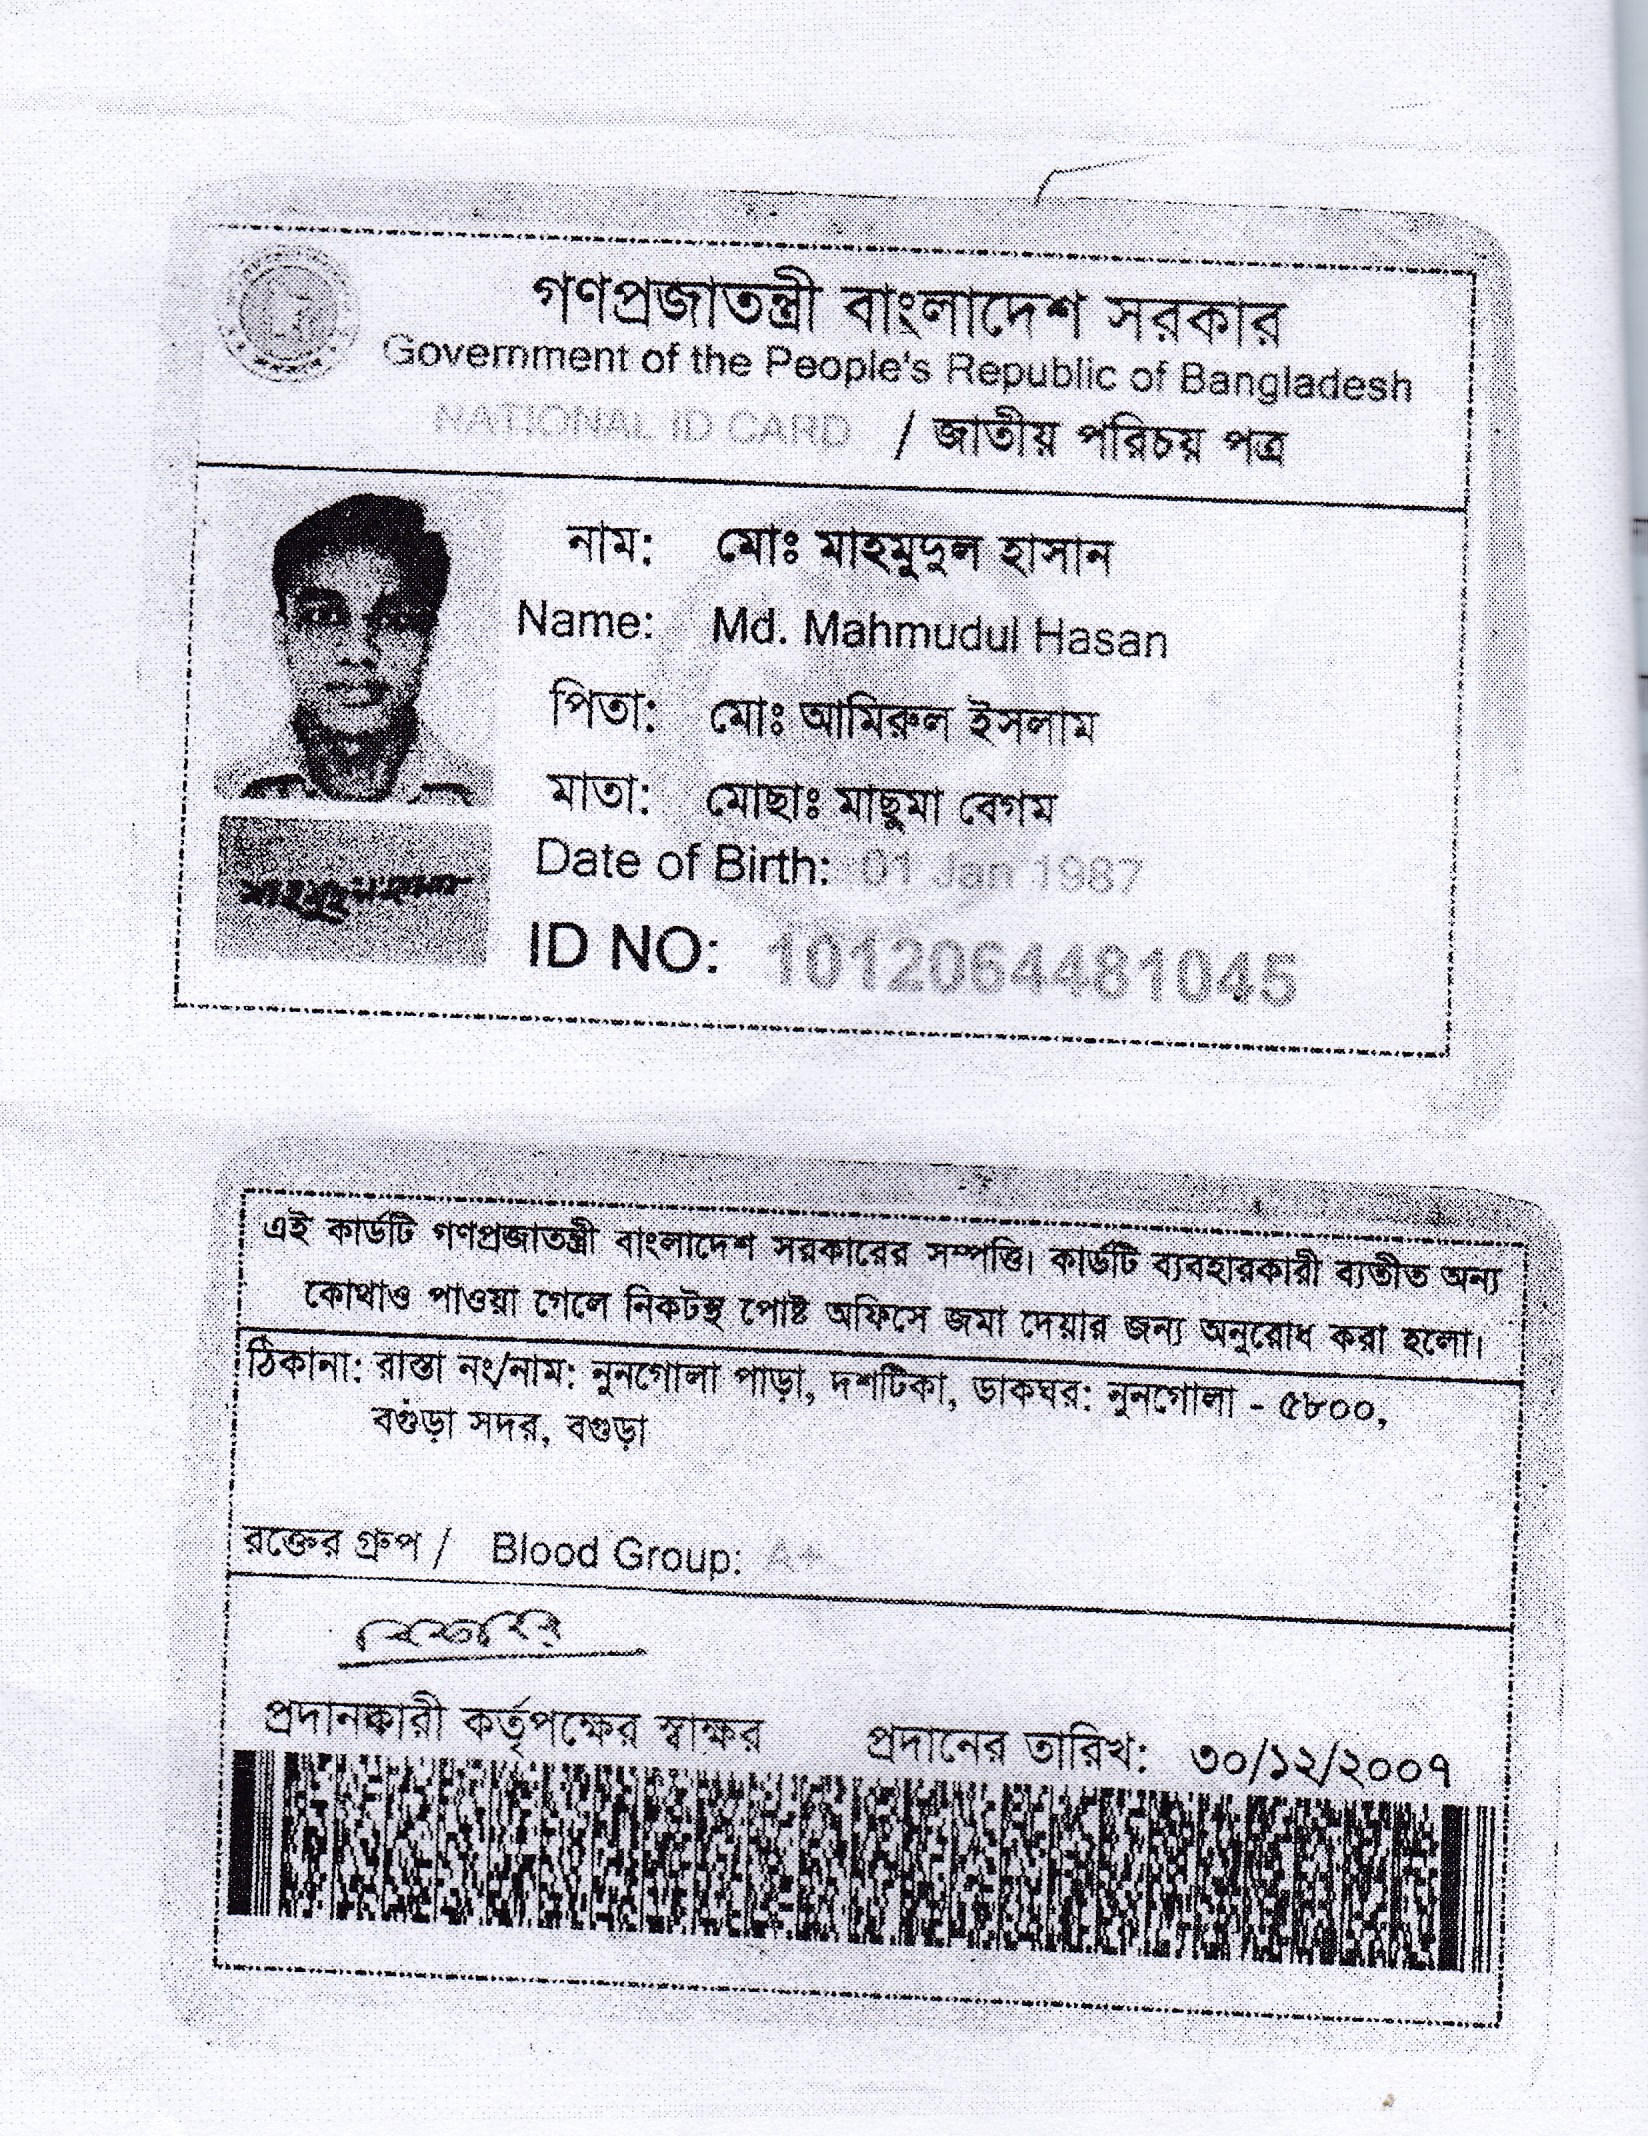 গণপ্রজাতন্ত্রী বাংলাদেশ সরকার
Government of the People's Republic of Bangladesh
NATIONAL ID CARD / জাতীয় পরিচয় পত্র
নাম: মোঃ মাহমুদুল হাসান
Name: Md. Mahmudul Hasan
পিতা: মোঃ আমিরুল ইসলাম
মাতা: মোছাঃ মাছুমা বেগম
Date of Birth: 01 Jan 1987
মাহমুদুল হাসান
ID NO: 1012064481045
এই কার্ডটি গণপ্রজাতন্ত্রী বাংলাদেশ সরকারের সম্পত্তি। কার্ডটি ব্যবহারকারী ব্যতীত অন্য
কোথাও পাওয়া গেলে নিকটস্থ পোষ্ট অফিসে জমা দেয়ার জন্য অনুরোধ করা হলো।
ঠিকানা: রাস্তা নং/নাম: নুনগোলা পাড়া, দশটিকা, ডাকঘর: নুনগোলা - ৫৮০০,
বগুড়া সদর, বগুড়া
রক্তের গ্রুপ / Blood Group: A+
প্রদানকারী কর্তৃপক্ষের স্বাক্ষর প্রদানের তারিখ: ৩০/১২/২০০৭